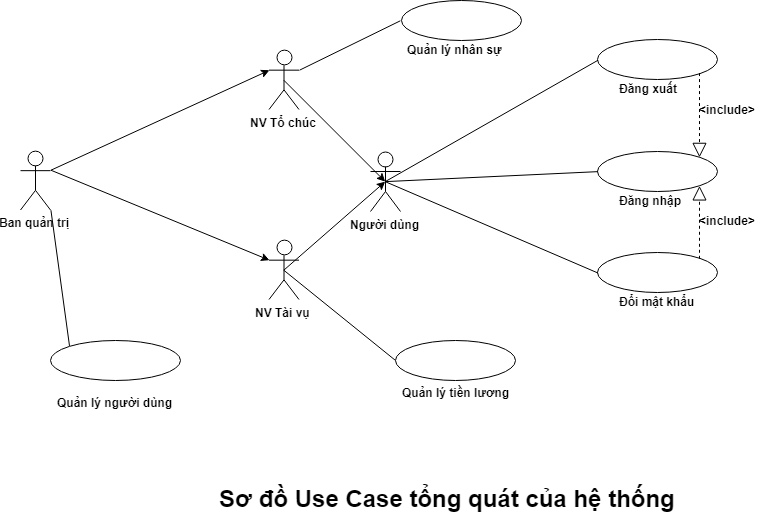 Quản lý nhân sự
Đăng xuất
<include>
NV Tổ chúc
Đăng nhập
Ban quản trị
Người dùng
<include>
Đổi mật khẩu
NV Tài vụ
Quản lý tiền lương
Quản lý người dùng
Sơ đồ Use Case tổng quát của hệ thống